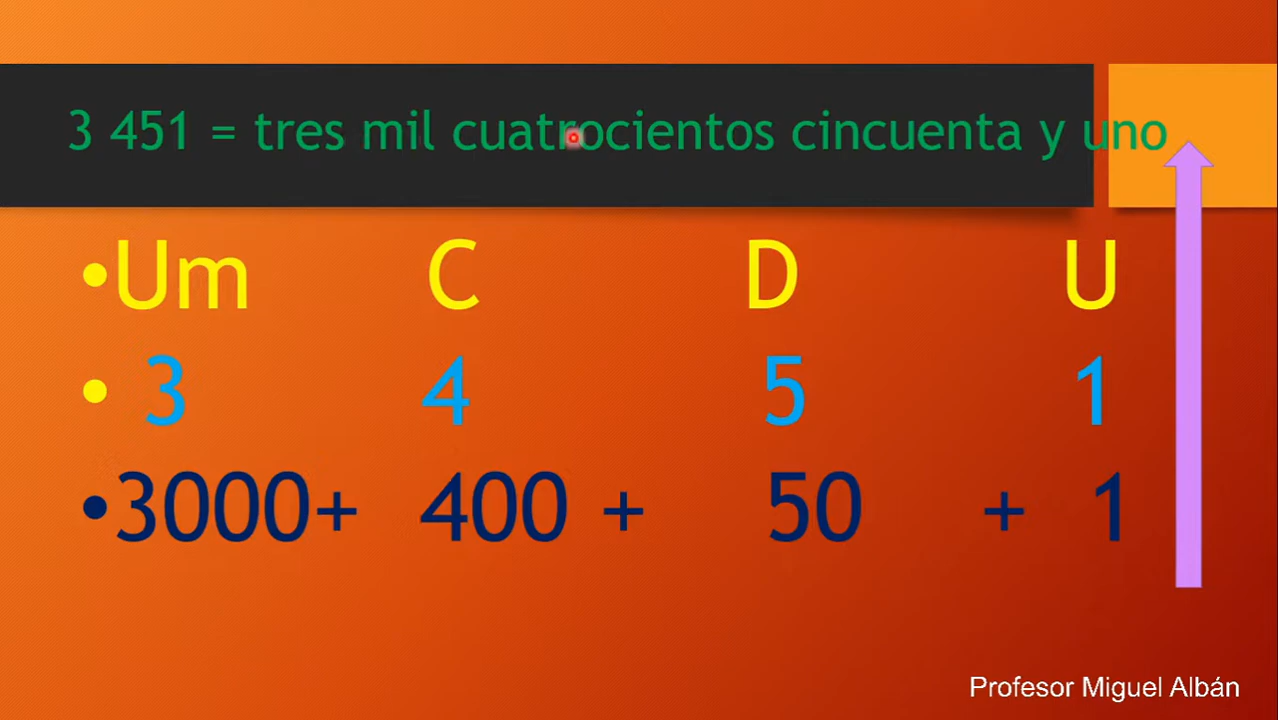 3 451 = tres mil cuatrocientos cincuenta y uno
•Um C D U
• 3 4 5 1
•3000+ 400 + 50 + 1
Profesor Miguel Albán